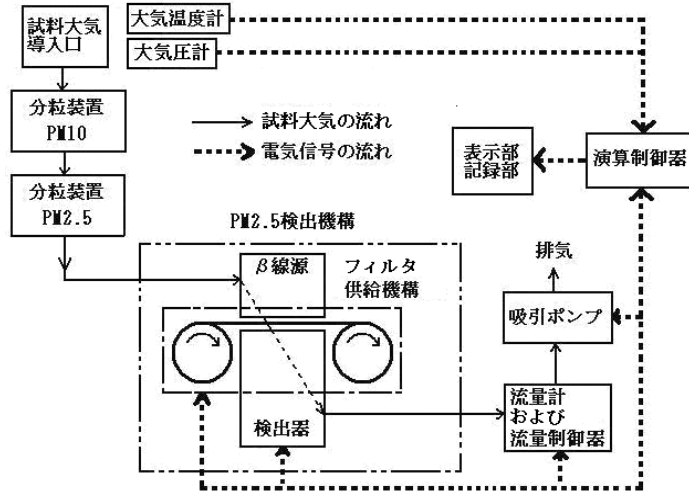 試料大気
導入口
大気温度計
大気圧計
分粒装置
PM10
試料大気の流れ
電気信号の流れ
表示部
記録部
演算制御器
分粒装置
PM2.5
PM2.5検出機構
β線源
フィルタ
供給機構
排気
吸引ポンプ
検出器
流量計
および
流量制御器